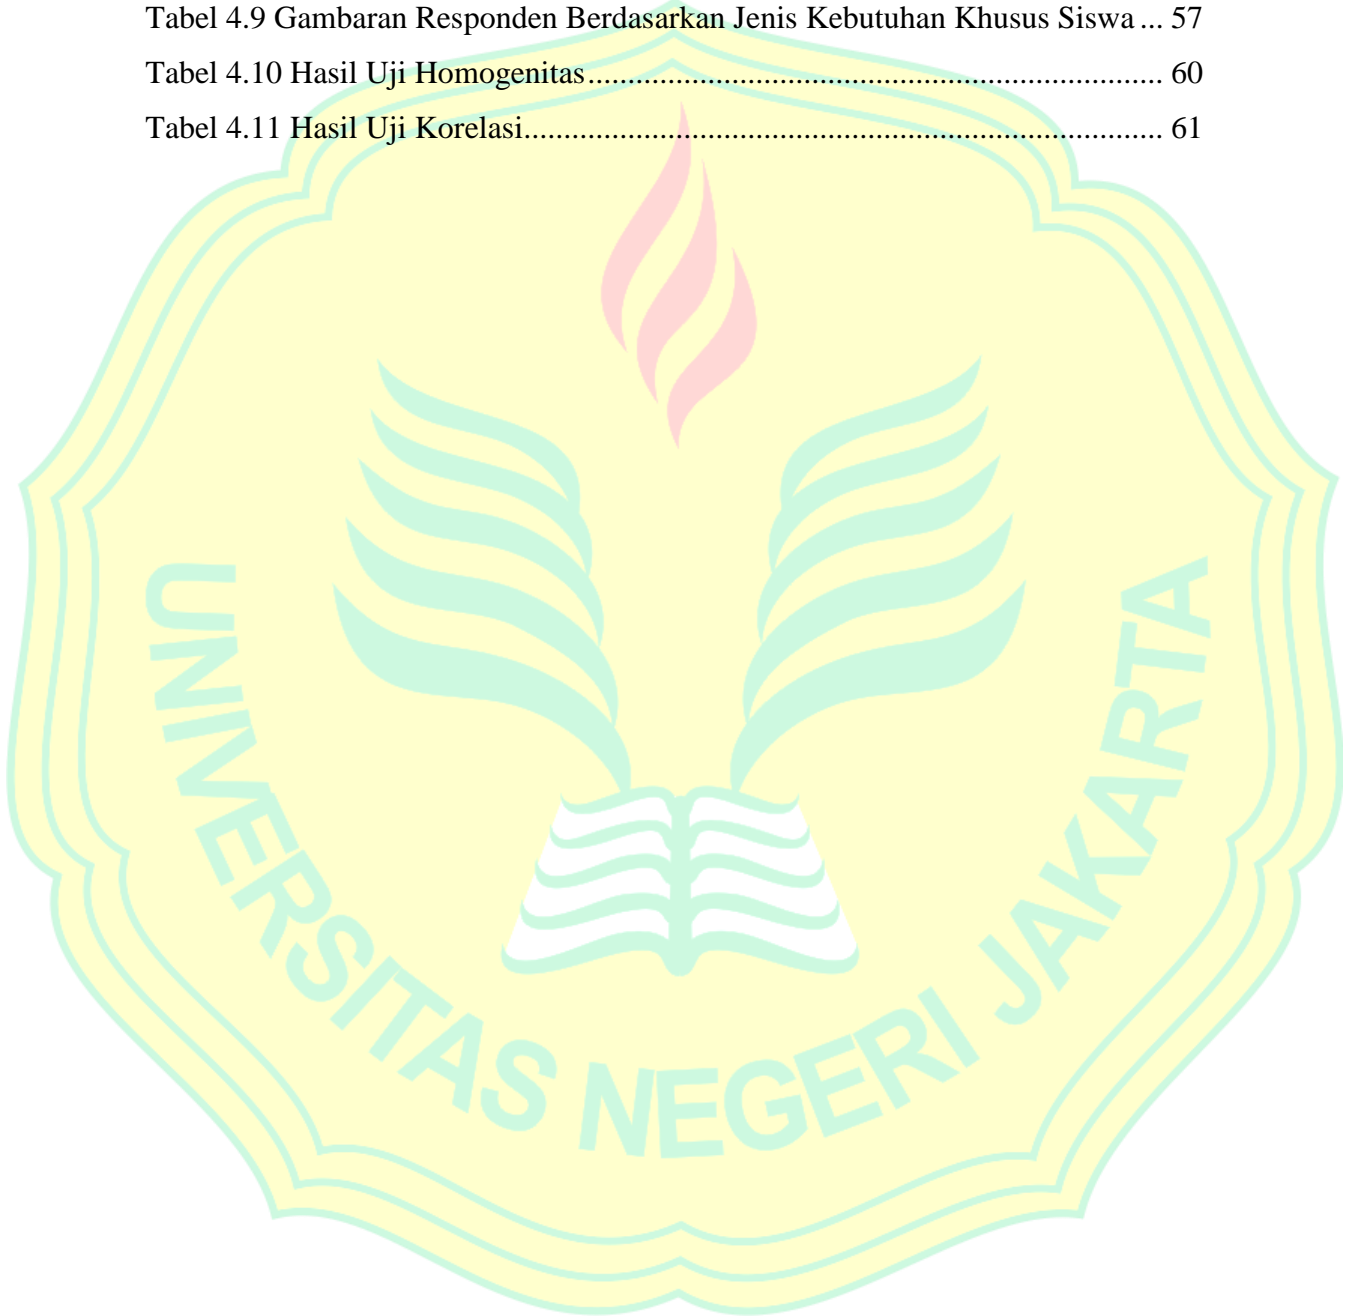 Tabel 4.9 Gambaran Responden Berdasarkan Jenis Kebutuhan Khusus Siswa ... 57
Tabel 4.10 Hasil Uji Homogenitas........................................................................ 60
Tabel 4.11 Hasil Uji Korelasi................................................................................ 61
UNIVERSITAS NEGERI JAKARTA